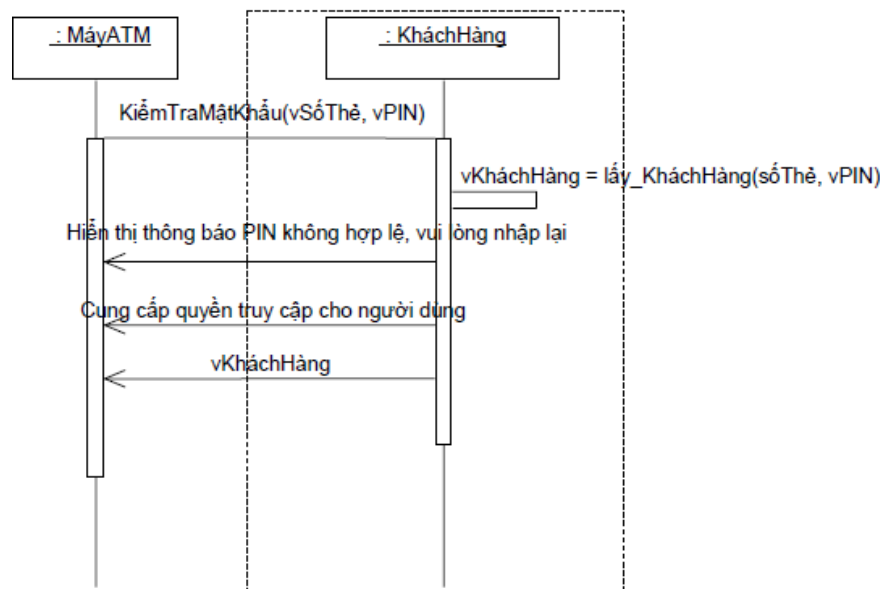 : MáyATM
: KháchHàng
KiểmTraMậtKhẩu(vSốThẻ, vPIN)
vKháchHàng = lấy_KháchHàng(sốThẻ, vPIN)
Hiển thị thông báo PIN không hợp lệ, vui lòng nhập lại
Cung cấp quyền truy cập cho người dùng
vKháchHàng